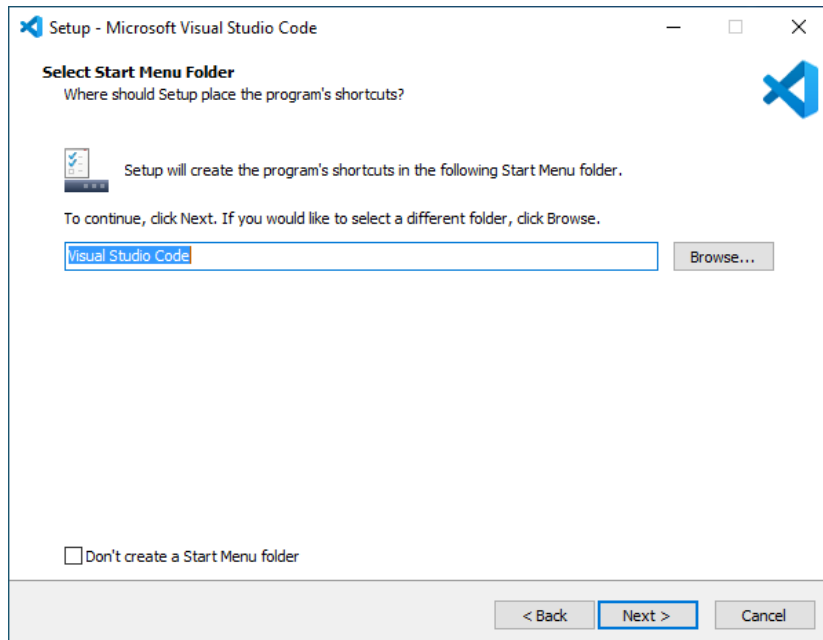 Setup - Microsoft Visual Studio Code
Select Start Menu Folder
Where should Setup place the program's shortcuts?
Setup will create the program's shortcuts in the following Start Menu folder.
To continue, click Next. If you would like to select a different folder, click Browse.
Visual Studio Code
Browse...
Don't create a Start Menu folder
< Back
Next >
Cancel